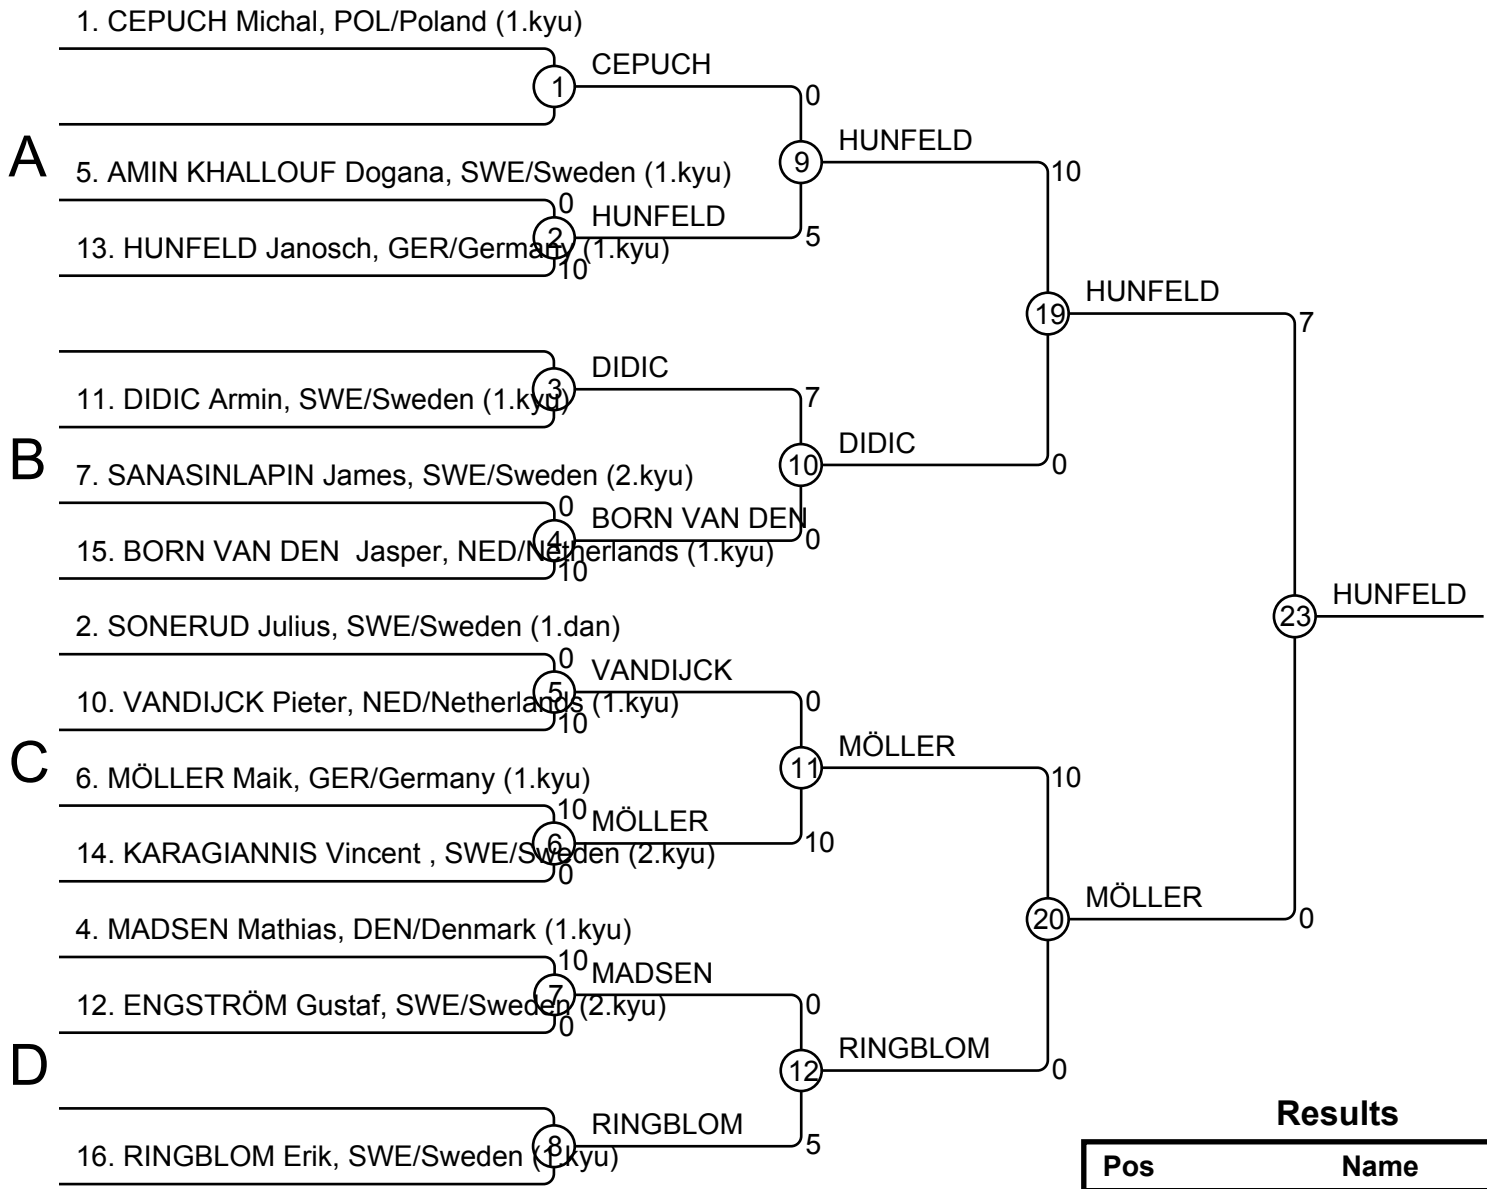 1. CEPUCH Michal, POL/Poland (1.kyu)
CEPUCH
1
0
HUNFELD
A
9
5. AMIN KHALLOUF Dogana, SWE/Sweden (1.kyu)
10
0
HUNFELD
2
13. HUNFELD Janosch, GER/Germany (1.kyu)
5
10
HUNFELD
19
7
DIDIC
3
11. DIDIC Armin, SWE/Sweden (1.kyu)
7
DIDIC
B
10
0
7. SANASINLAPIN James, SWE/Sweden (2.kyu)
0
BORN VAN DEN
4
15. BORN VAN DEN  Jasper, NED/Netherlands (1.kyu)
0
10
HUNFELD
23
2. SONERUD Julius, SWE/Sweden (1.dan)
0
VANDIJCK
5
10. VANDIJCK Pieter, NED/Netherlands (1.kyu)
0
10
MÖLLER
C
11
6. MÖLLER Maik, GER/Germany (1.kyu)
10
10
MÖLLER
6
14. KARAGIANNIS Vincent , SWE/Sweden (2.kyu)
10
0
MÖLLER
20
0
4. MADSEN Mathias, DEN/Denmark (1.kyu)
10
MADSEN
7
12. ENGSTRÖM Gustaf, SWE/Sweden (2.kyu)
0
0
RINGBLOM
D
12
0
RINGBLOM
8
16. RINGBLOM Erik, SWE/Sweden (1.kyu)
5
Results
Pos Name